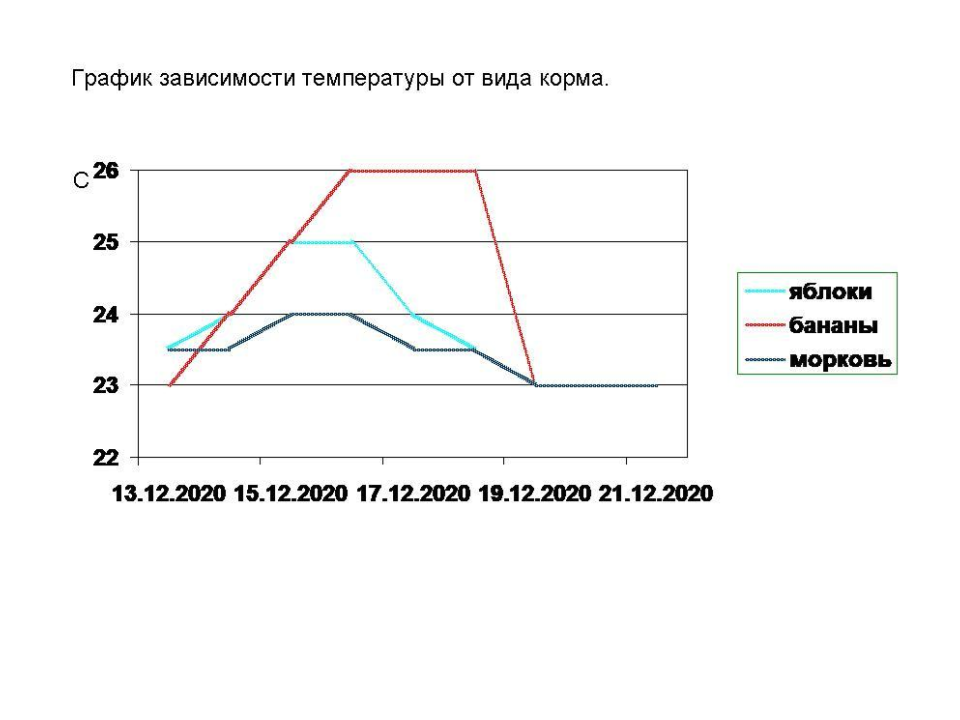 График зависимости температуры от вида корма.
С
26
25
24
23
22
13.12.2020 15.12.2020 17.12.2020 19.12.2020 21.12.2020
яблоки
бананы
морковь